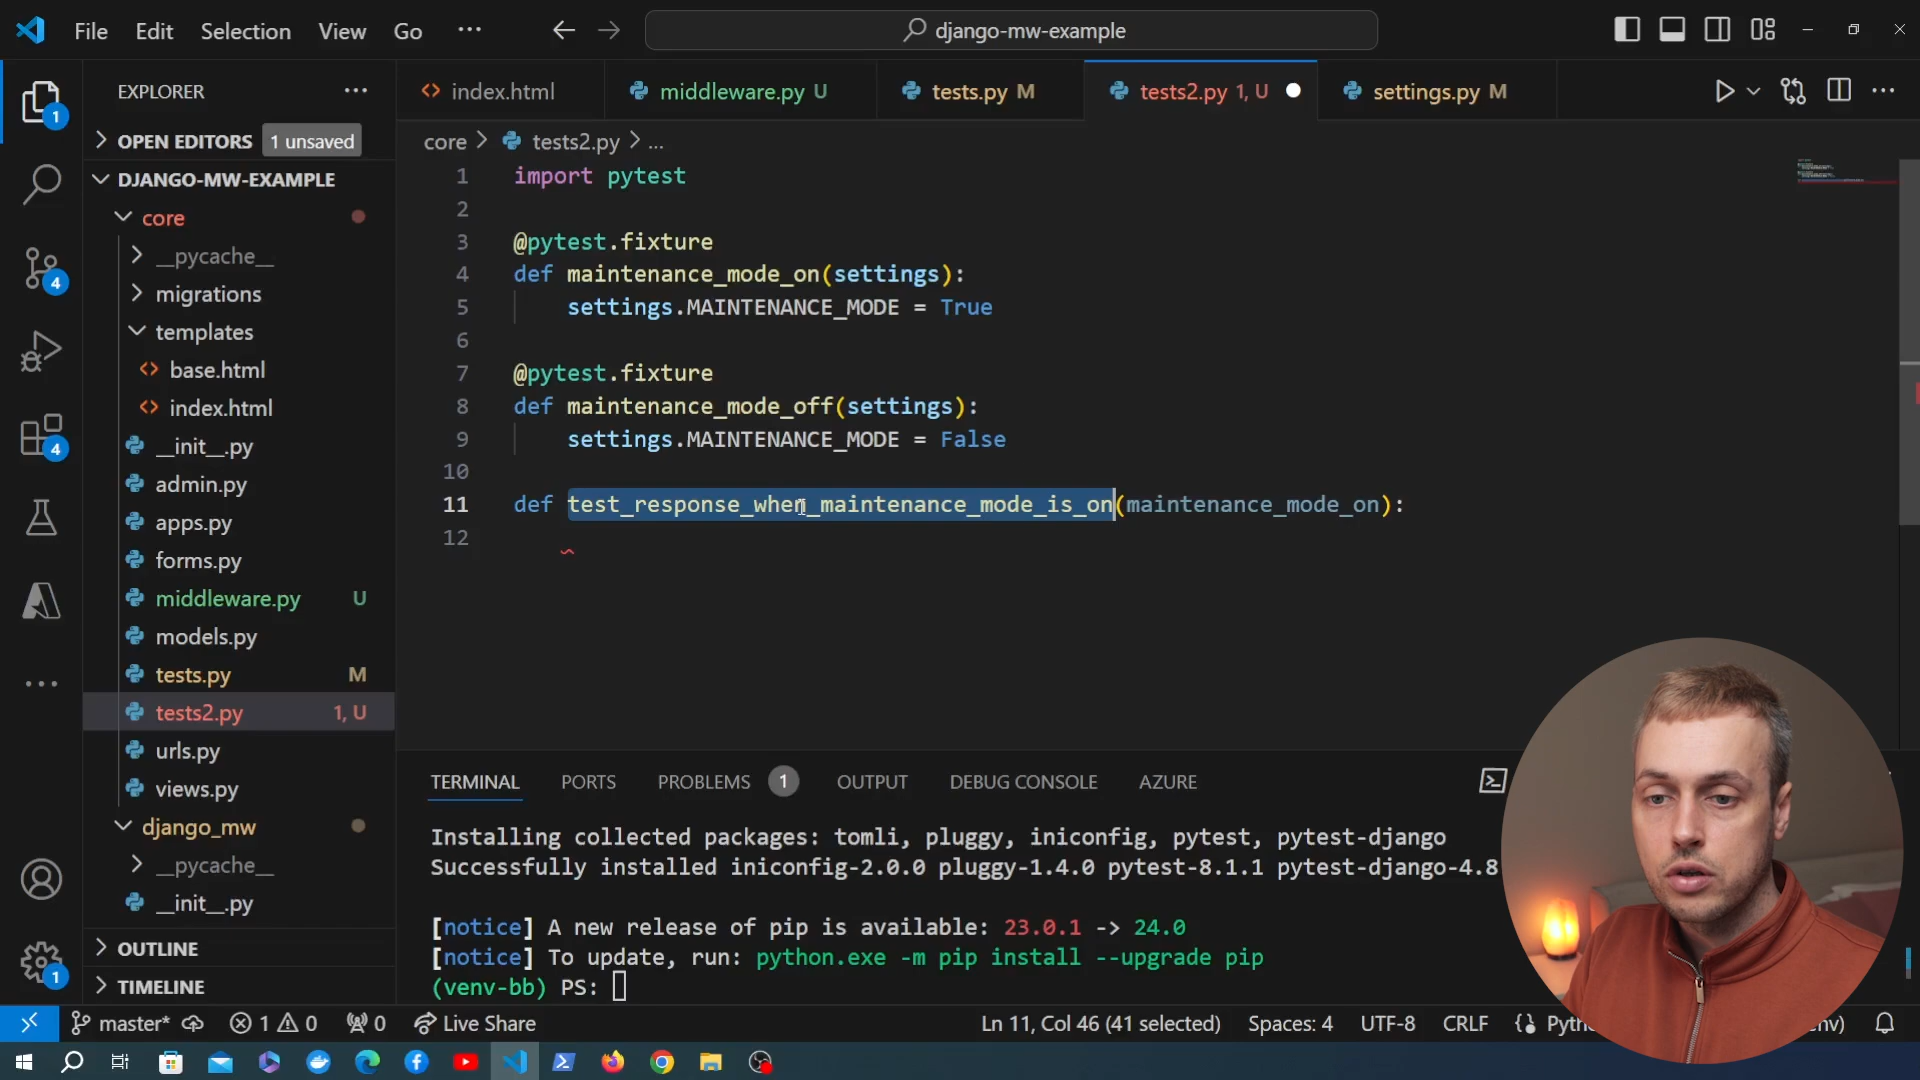 File Edit Selection View Go ··· django-mw-example
EXPLORER ···
index.html
middleware.py U
tests.py M
tests2.py 1, U
settings.py M
1
OPEN EDITORS 1 unsaved
core > tests2.py > ...
DJANGO-MW-EXAMPLE
core
__pycache__
migrations
templates
base.html
index.html
__init__.py
admin.py
apps.py
forms.py
middleware.py U
models.py
tests.py M
tests2.py 1, U
urls.py
views.py
django_mw
__pycache__
__init__.py
OUTLINE
TIMELINE
4
4
1
1 import pytest
2
3 @pytest.fixture
4 def maintenance_mode_on(settings):
5 settings.MAINTENANCE_MODE = True
6
7 @pytest.fixture
8 def maintenance_mode_off(settings):
9 settings.MAINTENANCE_MODE = False
10
11 def test_response_when_maintenance_mode_is_on(maintenance_mode_on):
12
TERMINAL PORTS PROBLEMS 1 OUTPUT DEBUG CONSOLE AZURE
Installing collected packages: tomli, pluggy, iniconfig, pytest, pytest-django
Successfully installed iniconfig-2.0.0 pluggy-1.4.0 pytest-8.1.1 pytest-django-4.8
[notice] A new release of pip is available: 23.0.1 -> 24.0
[notice] To update, run: python.exe -m pip install --upgrade pip
(venv-bb) PS:
master* 1 0 0 Live Share Ln 11, Col 46 (41 selected) Spaces: 4 UTF-8 CRLF